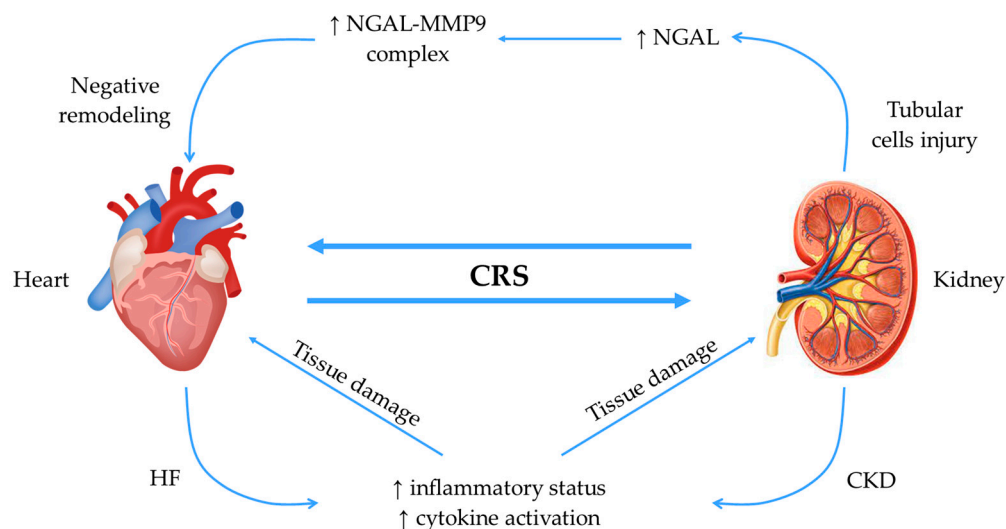 ↑ NGAL-MMP9
complex
↑ NGAL
Negative
remodeling
Tubular
cells injury
Heart
CRS
Kidney
Tissue damage
Tissue damage
HF
CKD
↑ inflammatory status
↑ cytokine activation